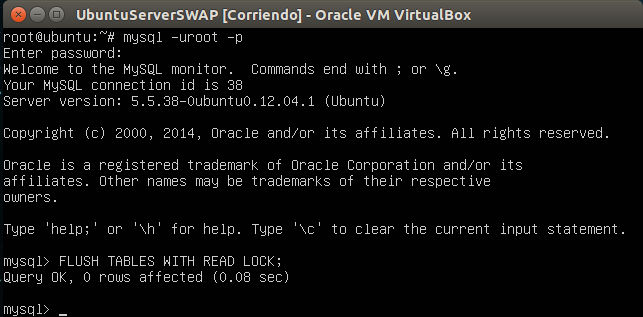 UbuntuServerSWAP [Corriendo] - Oracle VM VirtualBox
root@ubuntu:~# mysql -uroot -p
Enter password:
Welcome to the MySQL monitor.  Commands end with ; or \g.
Your MySQL connection id is 38
Server version: 5.5.38-0ubuntu0.12.04.1 (Ubuntu)
Copyright (c) 2000, 2014, Oracle and/or its affiliates. All rights reserved.
Oracle is a registered trademark of Oracle Corporation and/or its
affiliates. Other names may be trademarks of their respective
owners.
Type 'help;' or '\h' for help. Type '\c' to clear the current input statement.
mysql> FLUSH TABLES WITH READ LOCK;
Query OK, 0 rows affected (0.08 sec)
mysql> _